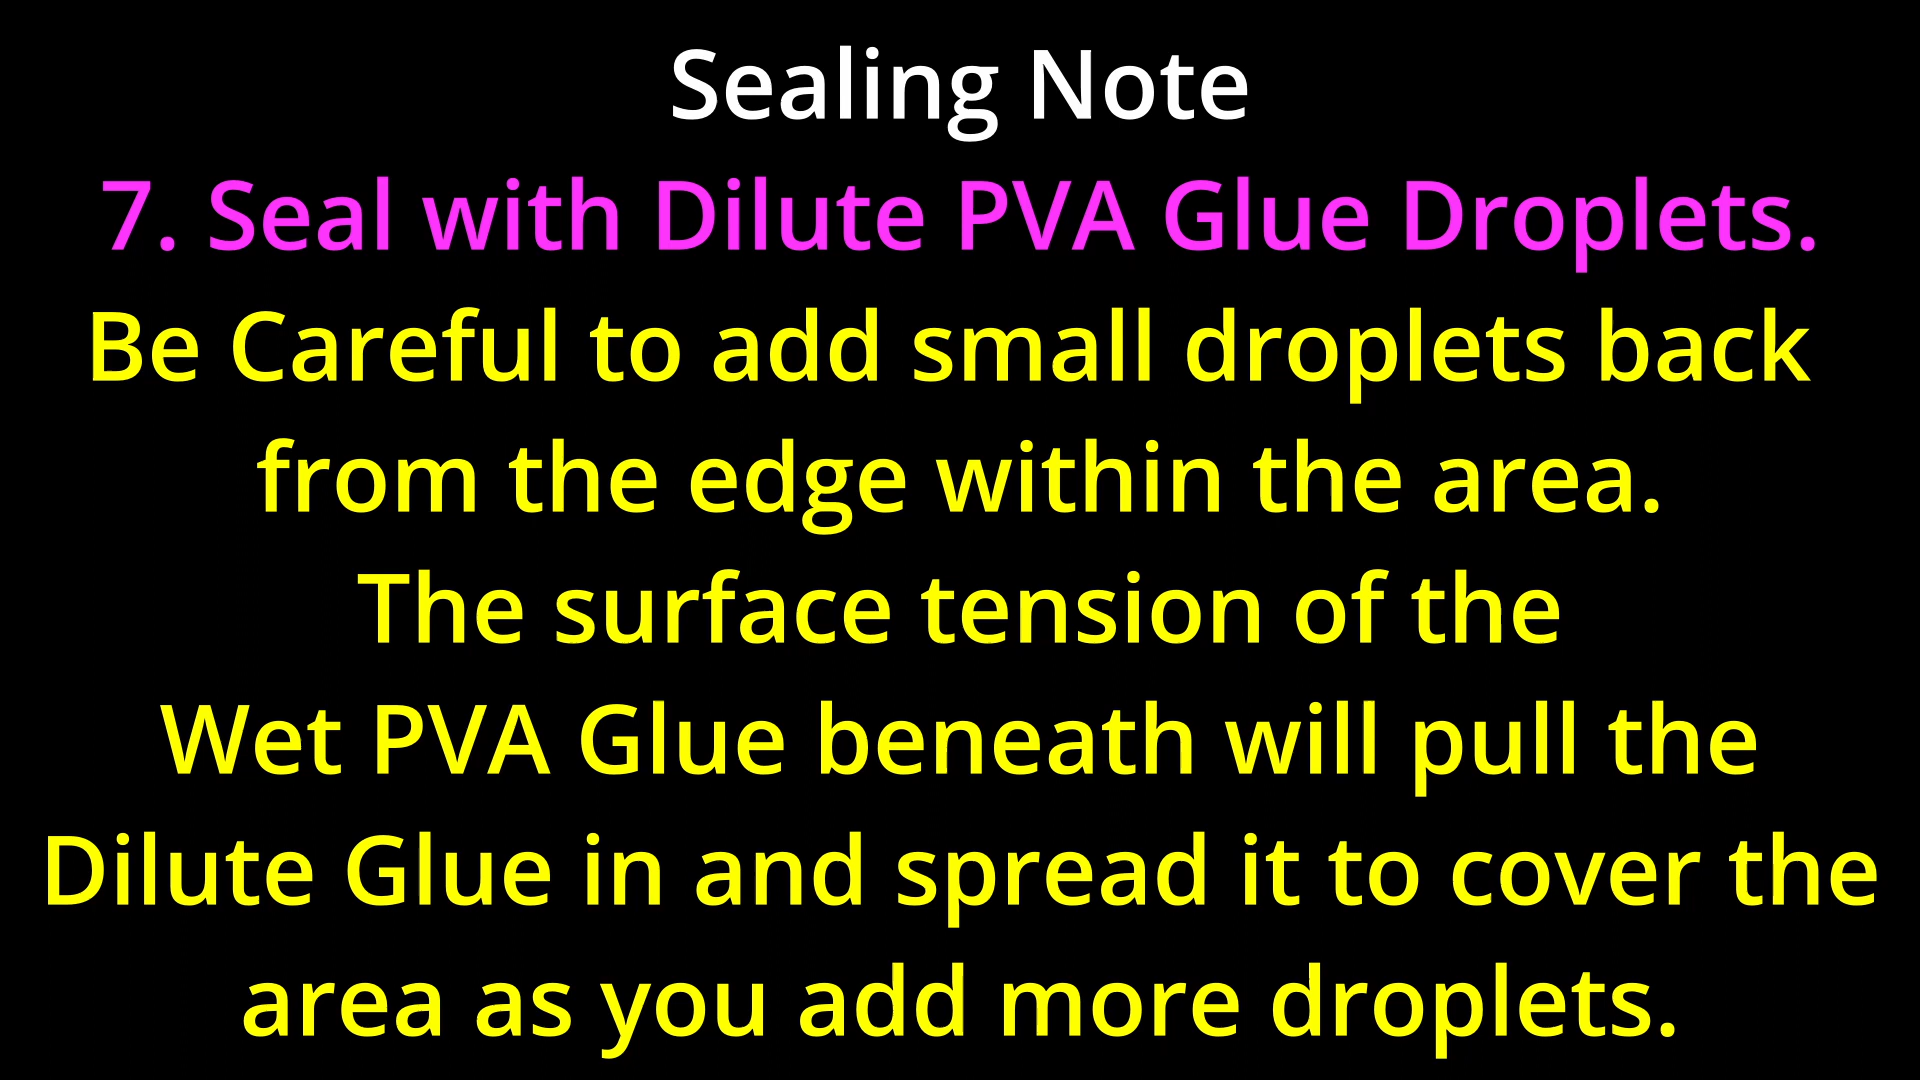 Sealing Note
7. Seal with Dilute PVA Glue Droplets.
Be Careful to add small droplets back
from the edge within the area.
The surface tension of the
Wet PVA Glue beneath will pull the
Dilute Glue in and spread it to cover the
area as you add more droplets.